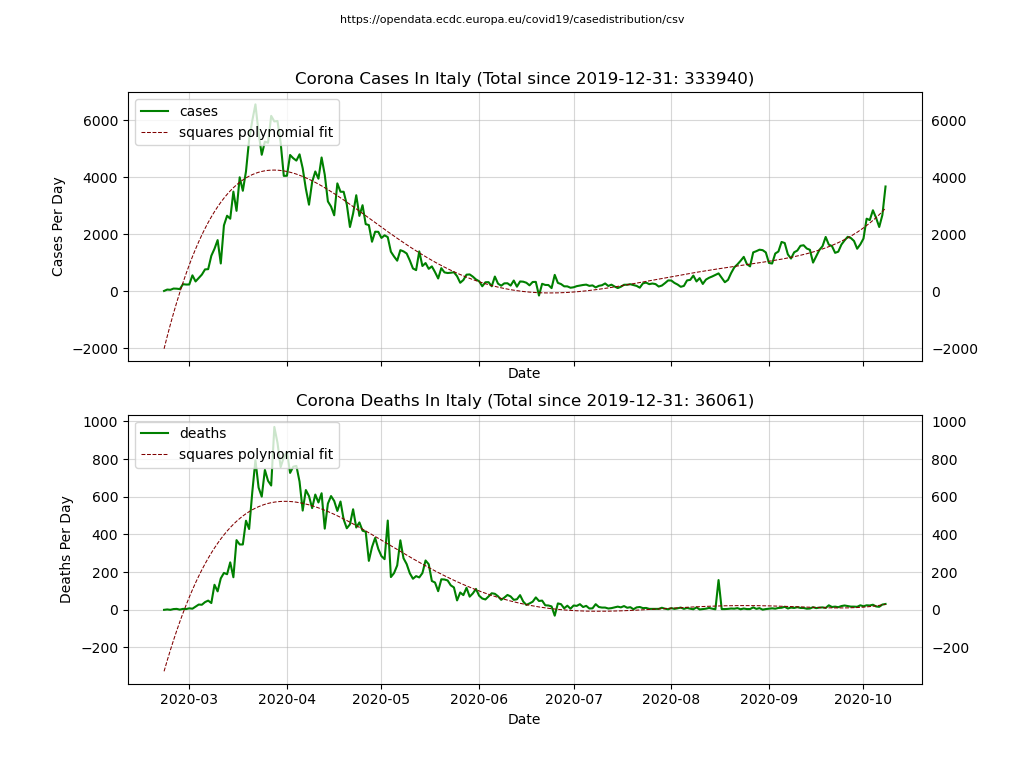 https://opendata.ecdc.europa.eu/covid19/casedistribution/csv
Corona Cases In Italy (Total since 2019-12-31: 333940)
cases
squares polynomial fit
6000
4000
2000
0
−2000
6000
4000
2000
0
−2000
Cases Per Day
Date
Corona Deaths In Italy (Total since 2019-12-31: 36061)
deaths
squares polynomial fit
1000
800
600
400
200
0
−200
1000
800
600
400
200
0
−200
Deaths Per Day
2020-03 2020-04 2020-05 2020-06 2020-07 2020-08 2020-09 2020-10
Date